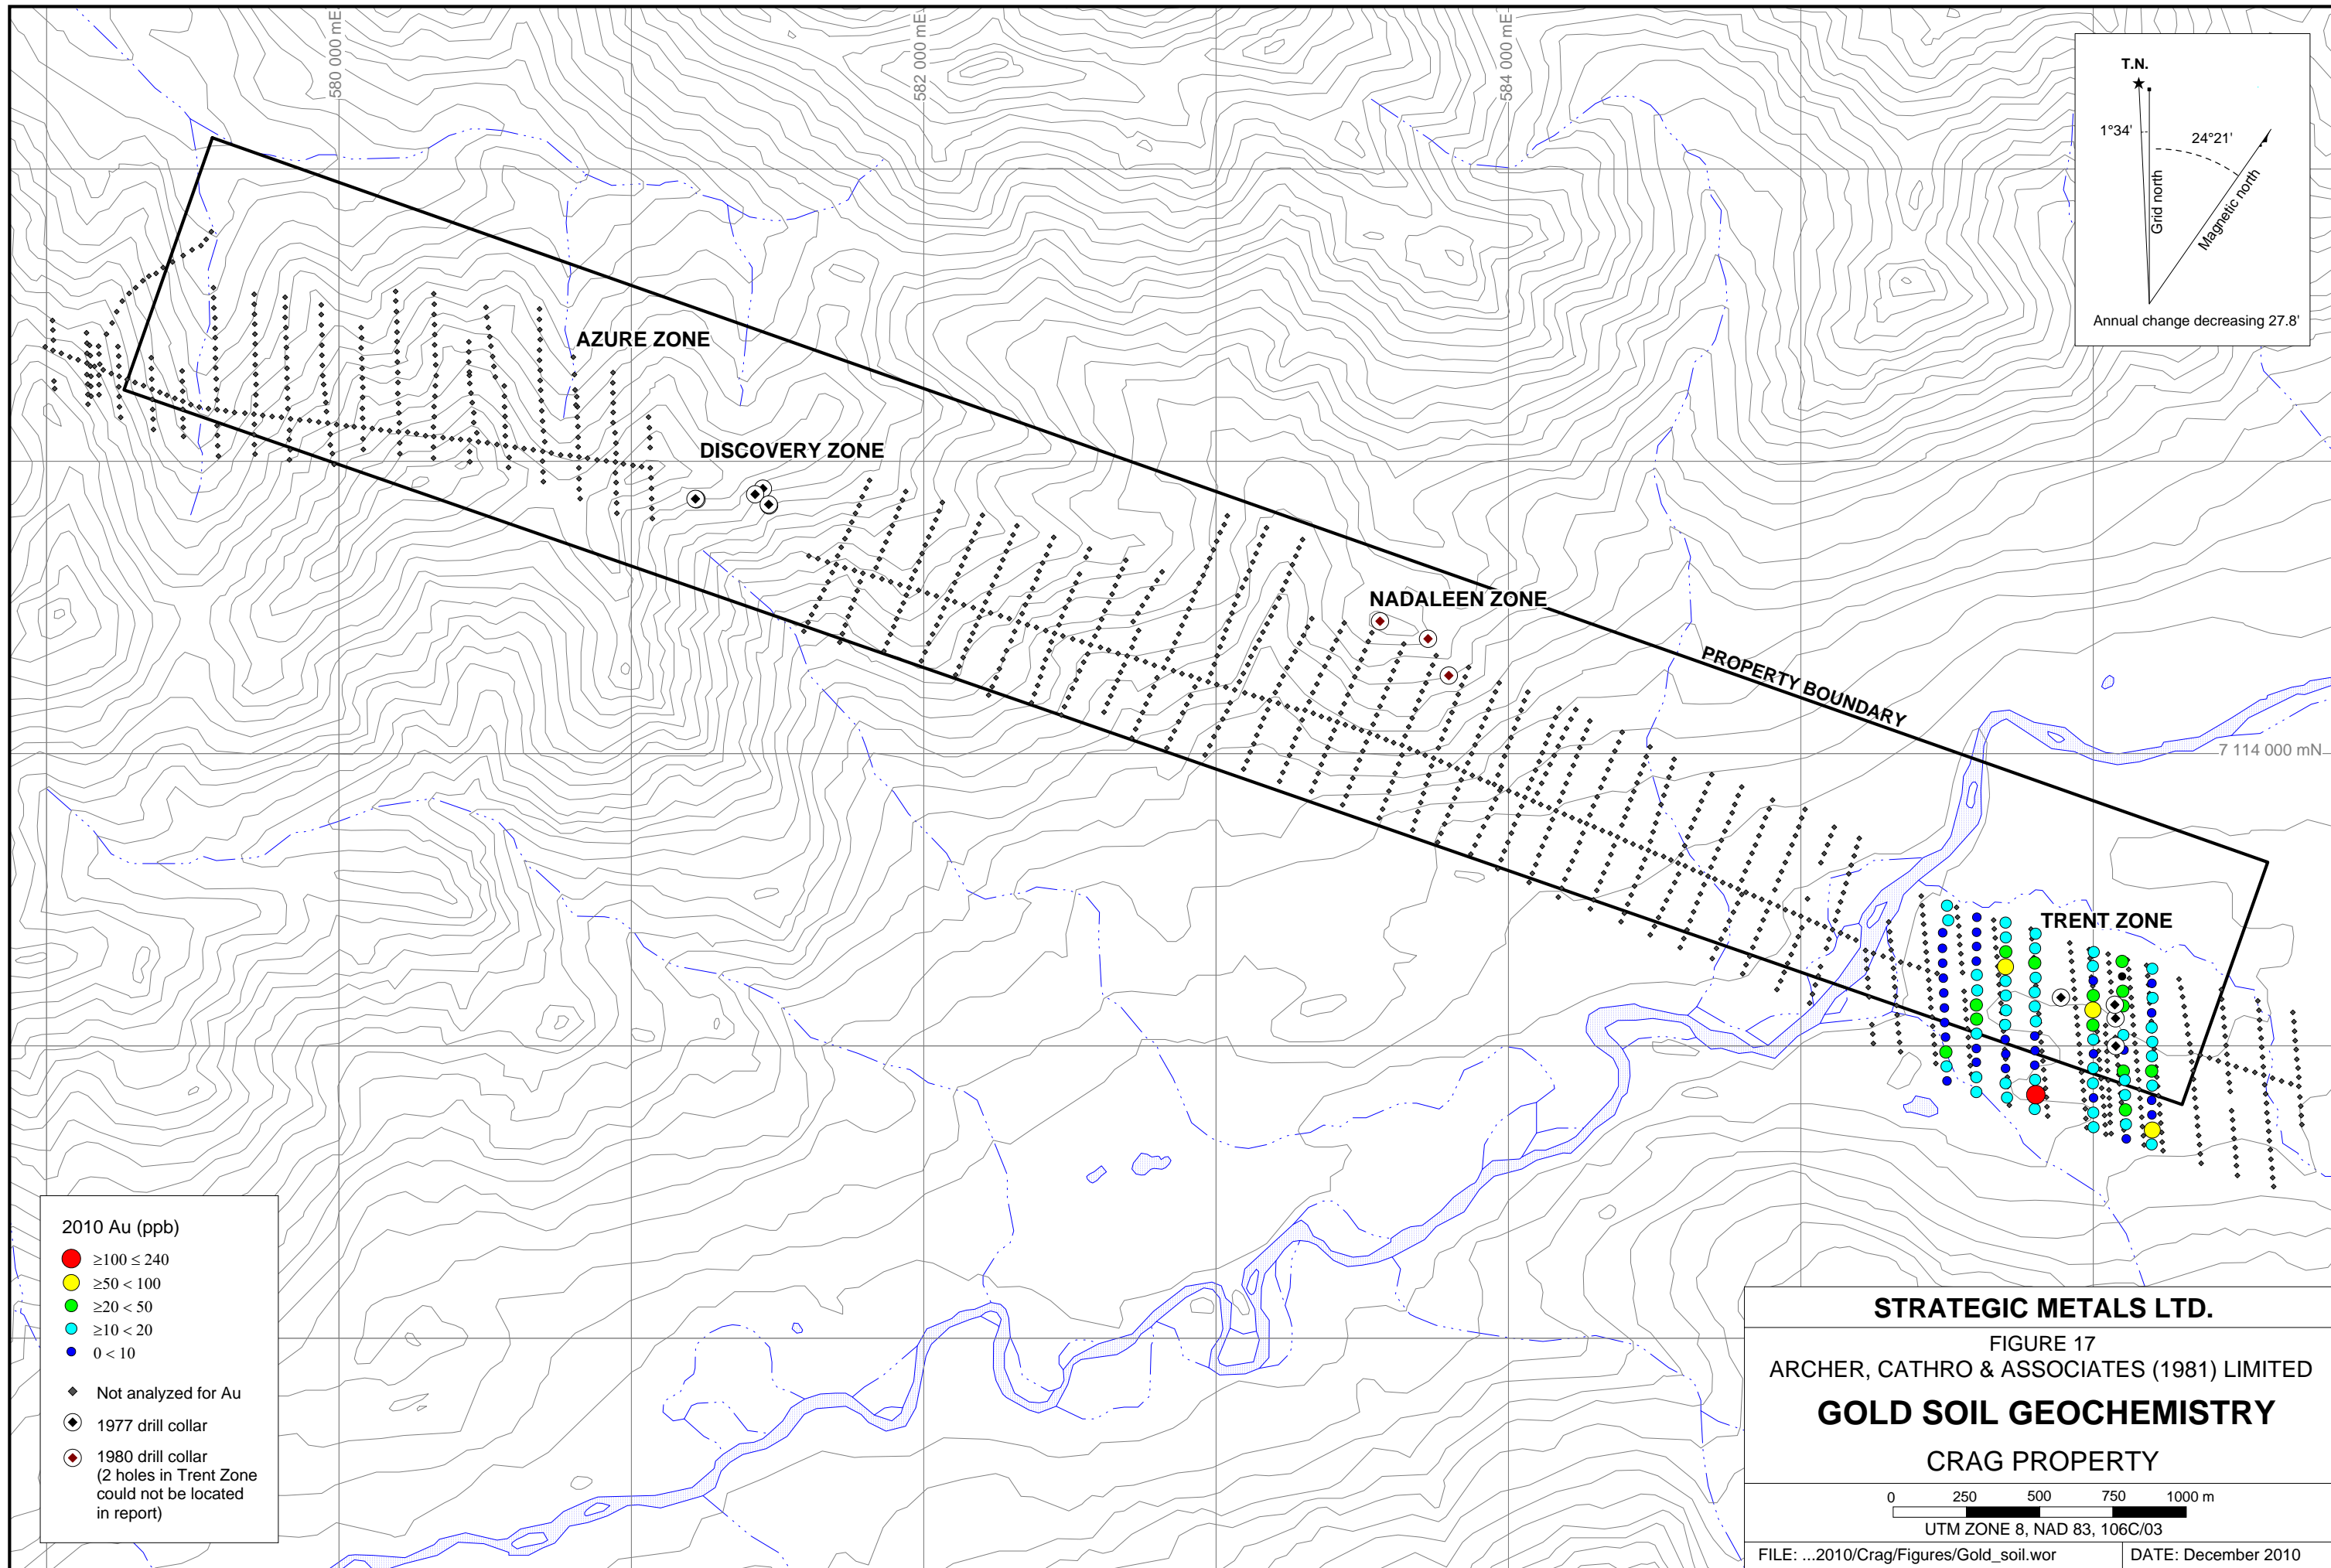 580 000 mE
582 000 mE
584 000 mE
T.N.
1°34'
24°21'
Grid north
Magnetic north
Annual change decreasing 27.8'
AZURE ZONE
DISCOVERY ZONE
NADALEEN ZONE
PROPERTY BOUNDARY
7 114 000 mN
TRENT ZONE
2010 Au (ppb)
≥100 ≤ 240
≥50 < 100
≥20 < 50
≥10 < 20
0 < 10
Not analyzed for Au
1977 drill collar
1980 drill collar
(2 holes in Trent Zone
could not be located
in report)
STRATEGIC METALS LTD.
FIGURE 17
ARCHER, CATHRO & ASSOCIATES (1981) LIMITED
GOLD SOIL GEOCHEMISTRY
CRAG PROPERTY
0 250 500 750 1000 m
UTM ZONE 8, NAD 83, 106C/03
FILE: ...2010/Crag/Figures/Gold_soil.wor DATE: December 2010